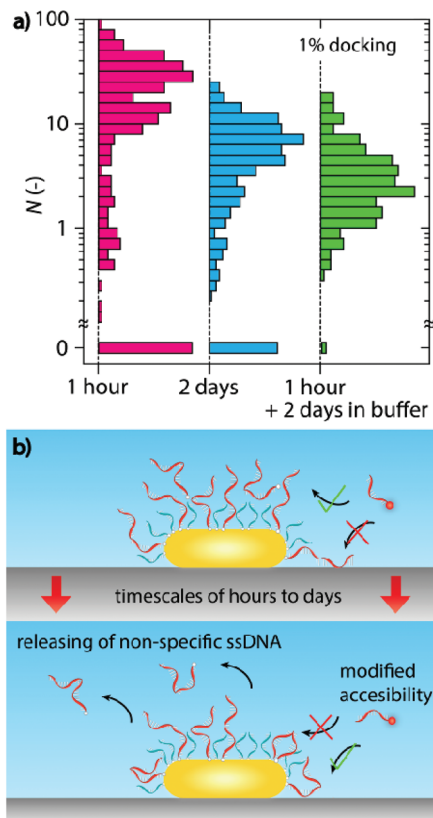 a)
1% docking
100
10
1
0
N (-)
≈
≈
1 hour
2 days
1 hour
+ 2 days in buffer
b)
timescales of hours to days
releasing of non-specific ssDNA
modified
accesibility